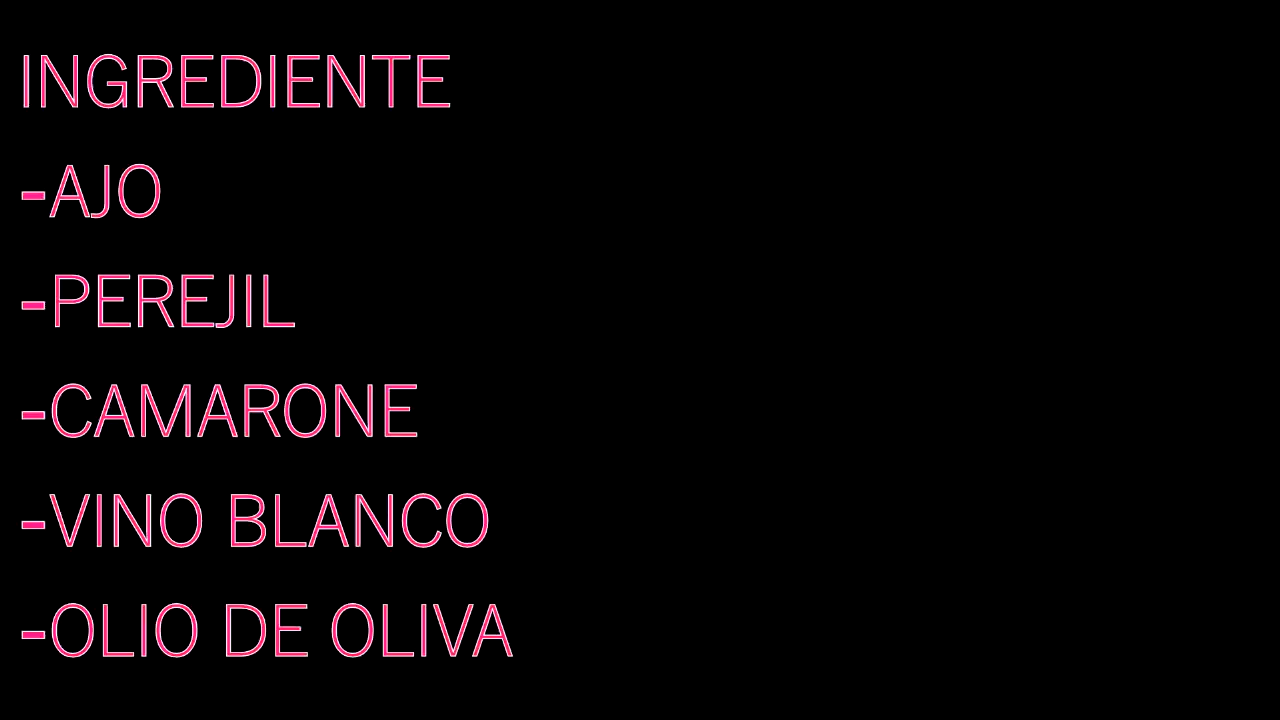 INGREDIENTE
-AJO
-PEREJIL
-CAMARONE
-VINO BLANCO
-OLIO DE OLIVA